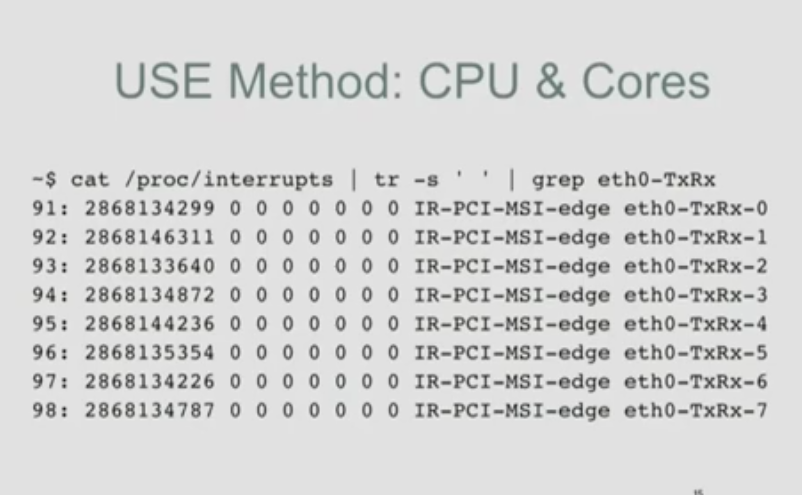 USE Method: CPU & Cores
~$ cat /proc/interrupts | tr -s ' ' | grep eth0-TxRx
91: 2868134299 0 0 0 0 0 0 0 IR-PCI-MSI-edge eth0-TxRx-0
92: 2868146311 0 0 0 0 0 0 0 IR-PCI-MSI-edge eth0-TxRx-1
93: 2868133640 0 0 0 0 0 0 0 IR-PCI-MSI-edge eth0-TxRx-2
94: 2868134872 0 0 0 0 0 0 0 IR-PCI-MSI-edge eth0-TxRx-3
95: 2868144236 0 0 0 0 0 0 0 IR-PCI-MSI-edge eth0-TxRx-4
96: 2868135354 0 0 0 0 0 0 0 IR-PCI-MSI-edge eth0-TxRx-5
97: 2868134226 0 0 0 0 0 0 0 IR-PCI-MSI-edge eth0-TxRx-6
98: 2868134787 0 0 0 0 0 0 0 IR-PCI-MSI-edge eth0-TxRx-7